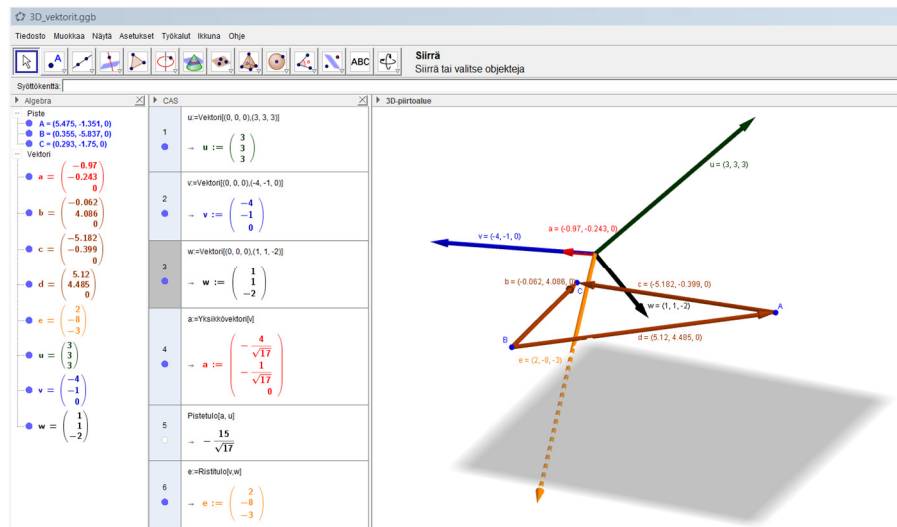 3D_vektorit.ggb
Tiedosto Muokkaa Näytä Asetukset Työkalut Ikkuna Ohje
A ABC
Siirrä
Siirrä tai valitse objekteja
Syöttökenttä:
Algebra
Piste
A = (5.475, -1.351, 0)
B = (0.355, -5.837, 0)
C = (0.293, -1.75, 0)
Vektori
a = (−0.97 −0.243 0)
b = (−0.062 4.086 0)
c = (−5.182 −0.399 0)
d = (5.12 4.485 0)
e = (2 −8 −3)
u = (3 3 3)
v = (−4 −1 0)
w = (1 1 −2)
CAS
1
u:=Vektori[(0, 0, 0),(3, 3, 3)]
→ u := (3 3 3)
2
v:=Vektori[(0, 0, 0),(-4, -1, 0)]
→ v := (−4 −1 0)
3
w:=Vektori[(0, 0, 0),(1, 1, -2)]
→ w := (1 1 −2)
4
a:=Yksikkövektori[v]
→ a := (−4/√17 −1/√17 0)
5
Pistetulo[a, u]
→ −15/√17
6
e:=Ristitulo[v,w]
→ e := (2 −8 −3)
3D-piirtoalue
u = (3, 3, 3)
a = (-0.97, -0.243, 0)
v = (-4, -1, 0)
b = (-0.062, 4.086, 0)
C
c = (-5.182, -0.399, 0)
w = (1, 1, -2)
A
B
d = (5.12, 4.485, 0)
e = (2, -8, -3)